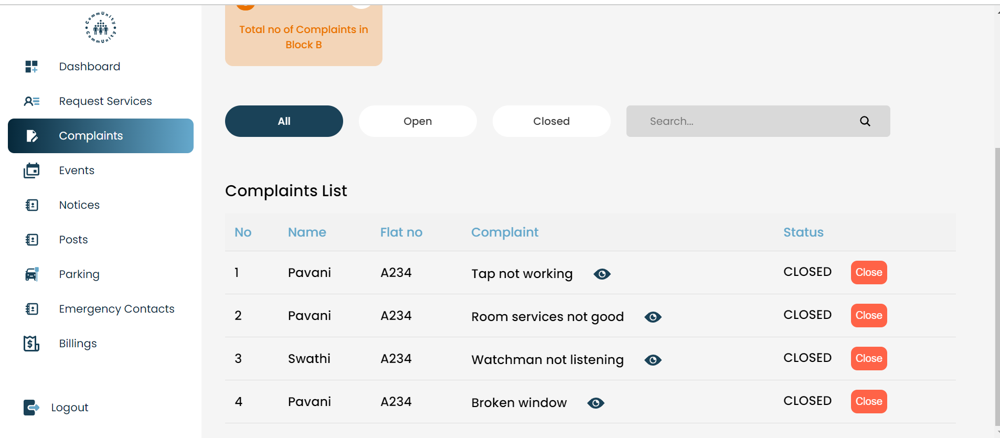 CommUnity
CommUnity
Dashboard
Request Services
Complaints
Events
Notices
Posts
Parking
Emergency Contacts
Billings
Logout
Total no of Complaints in
Block B
All Open Closed Search...
Complaints List
No Name Flat no Complaint Status
1 Pavani A234 Tap not working CLOSED Close
2 Pavani A234 Room services not good CLOSED Close
3 Swathi A234 Watchman not listening CLOSED Close
4 Pavani A234 Broken window CLOSED Close